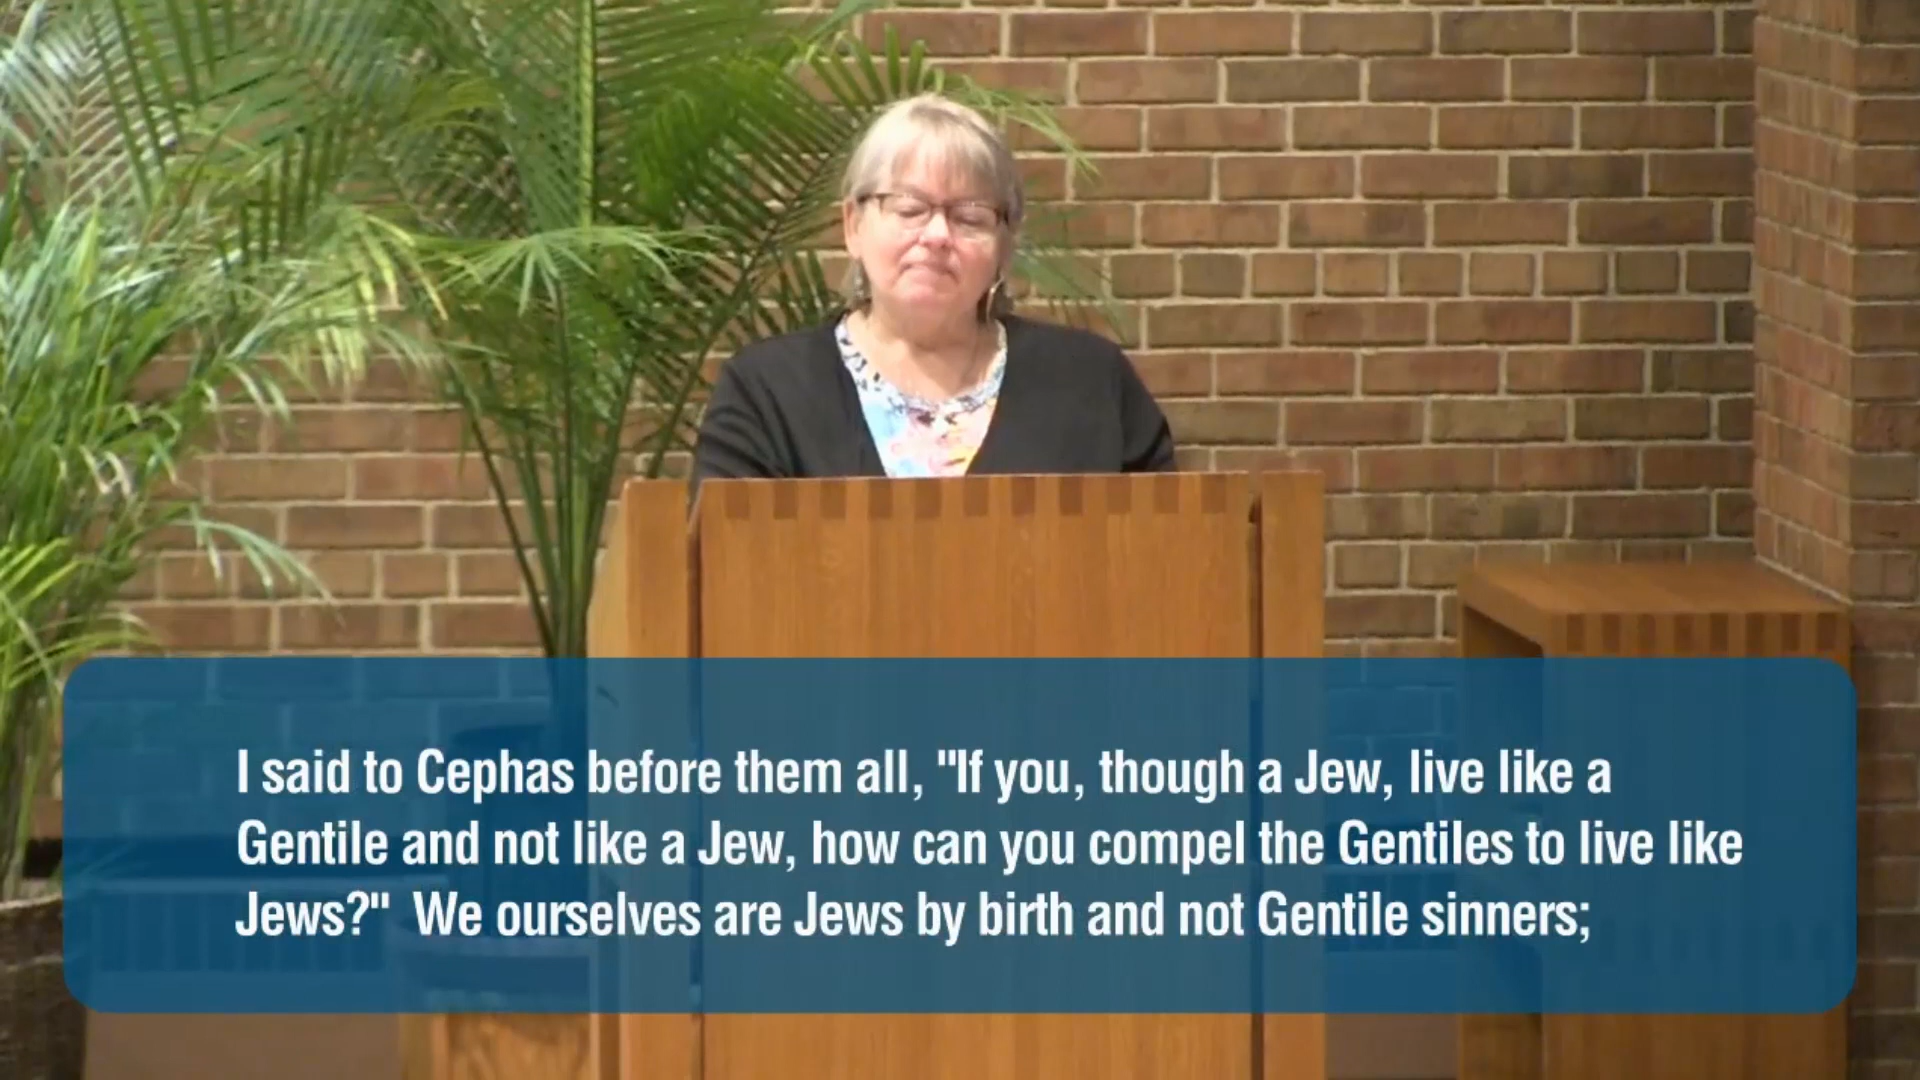 I said to Cephas before them all, "If you, though a Jew, live like a
Gentile and not like a Jew, how can you compel the Gentiles to live like
Jews?"  We ourselves are Jews by birth and not Gentile sinners;